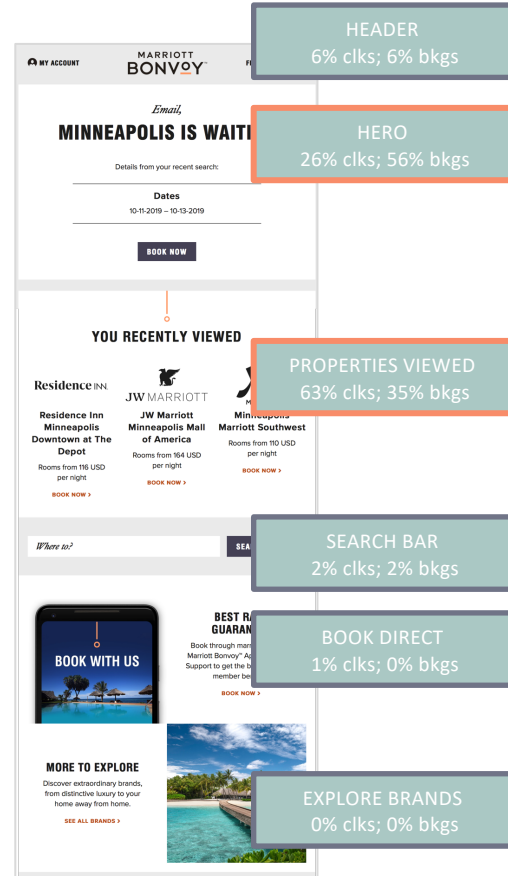 HEADER
6% clks; 6% bkgs
MY ACCOUNT
MARRIOTT
BONVOY
Email,
HERO
26% clks; 56% bkgs
MINNEAPOLIS IS
Details from your recent search:
Dates
10-11-2019 – 10-13-2019
BOOK NOW
YOU RECENTLY VIEWED
PROPERTIES VIEWED
63% clks; 35% bkgs
Residence INN.
JW MARRIOTT
Residence Inn
Minneapolis
Downtown at The
Depot
Rooms from 116 USD
per night
BOOK NOW >
JW Marriott
Minneapolis Mall
of America
Rooms from 164 USD
per night
BOOK NOW >
Minneapolis
Marriott Southwest
Rooms from 110 USD
per night
BOOK NOW >
Where to?
SEARCH BAR
2% clks; 2% bkgs
BOOK WITH US
BEST
BOOK DIRECT
1% clks; 0% bkgs
Book through
Marriott Bonvoy™
Support to get the
member
BOOK NOW >
MORE TO EXPLORE
Discover extraordinary brands,
from distinctive luxury to your
home away from home.
SEE ALL BRANDS >
EXPLORE BRANDS
0% clks; 0% bkgs